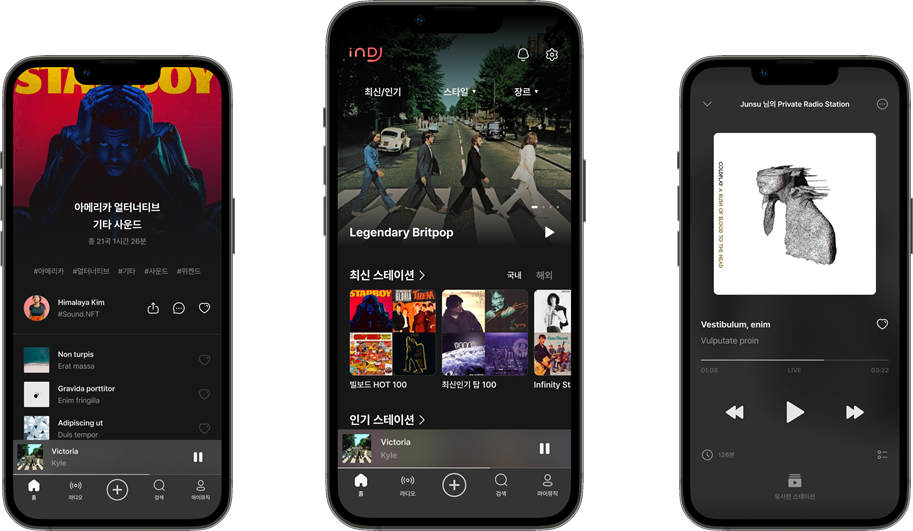 STARBOY
아메리카 얼터너티브
기타 사운드
총 21곡 1시간 26분
#아메리카 #얼터너티브 #기타 #사운드 #위켄드
Himalaya Kim
#Sound.NFT
Non turpis
Erat massa
Gravida porttitor
Enim fringilla
Adipiscing ut
Duis tempor
Victoria
Kyle
홈 라디오 검색 마이뮤직
inDJ
최신/인기 스타일 ▾ 장르 ▾
Legendary Britpop
최신 스테이션 >
국내 해외
STARBOY
GLORIA THEM
빌보드 HOT 100
최신인기 탑 100
Infinity St
인기 스테이션 >
Victoria
Kyle
홈 라디오 검색 마이뮤직
Junsu 님의 Private Radio Station
COLDPLAY A RUSH OF BLOOD TO THE HEAD
Vestibulum, enim
Vulputate proin
01:08 LIVE 03:22
126분
유사한 스테이션